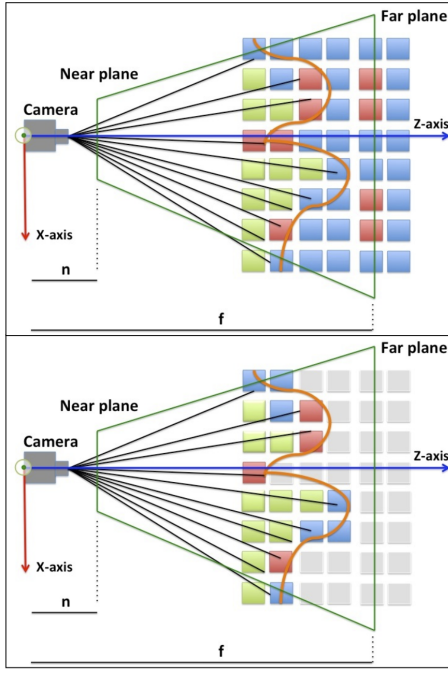 Far plane
Near plane
Camera
Z-axis
X-axis
n
f
Far plane
Near plane
Camera
Z-axis
X-axis
n
f